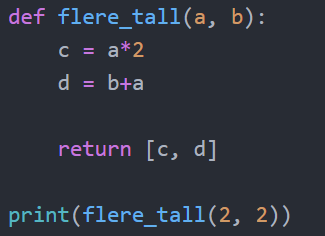 def flere_tall(a, b):
    c = a*2
    d = b+a

    return [c, d]

print(flere_tall(2, 2))